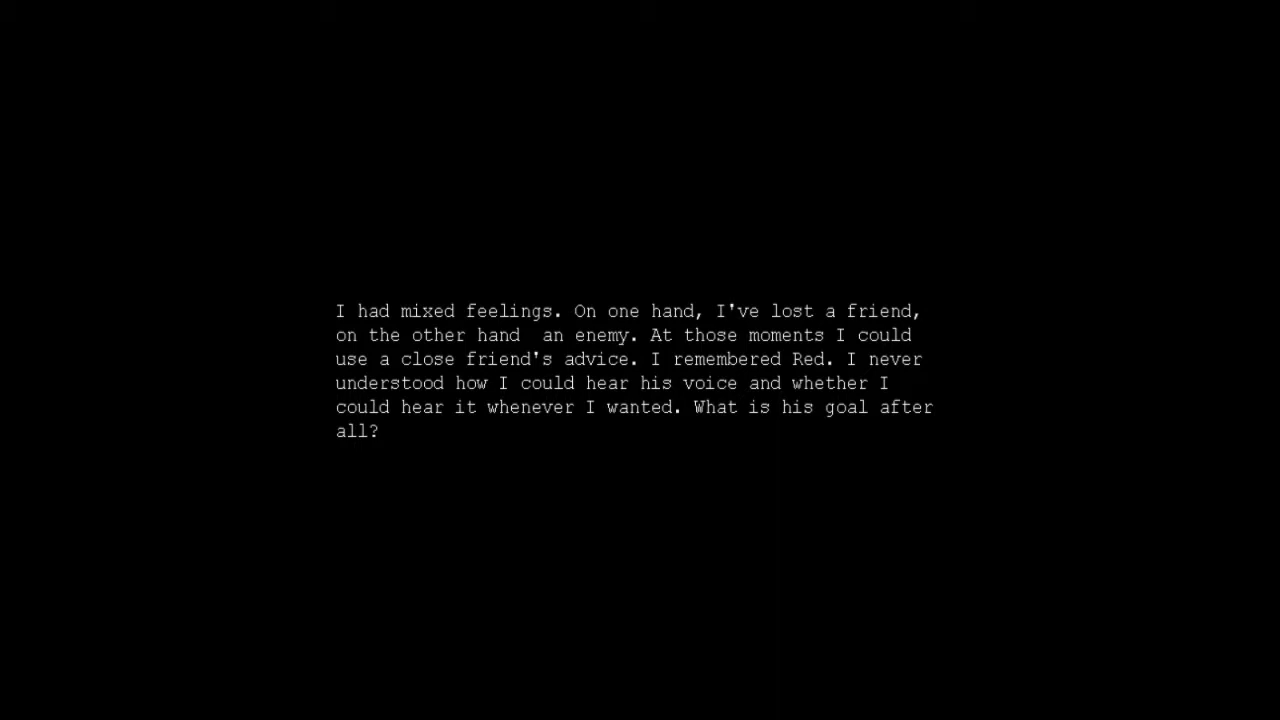 I had mixed feelings. On one hand, I've lost a friend,
on the other hand  an enemy. At those moments I could
use a close friend's advice. I remembered Red. I never
understood how I could hear his voice and whether I
could hear it whenever I wanted. What is his goal after
all?